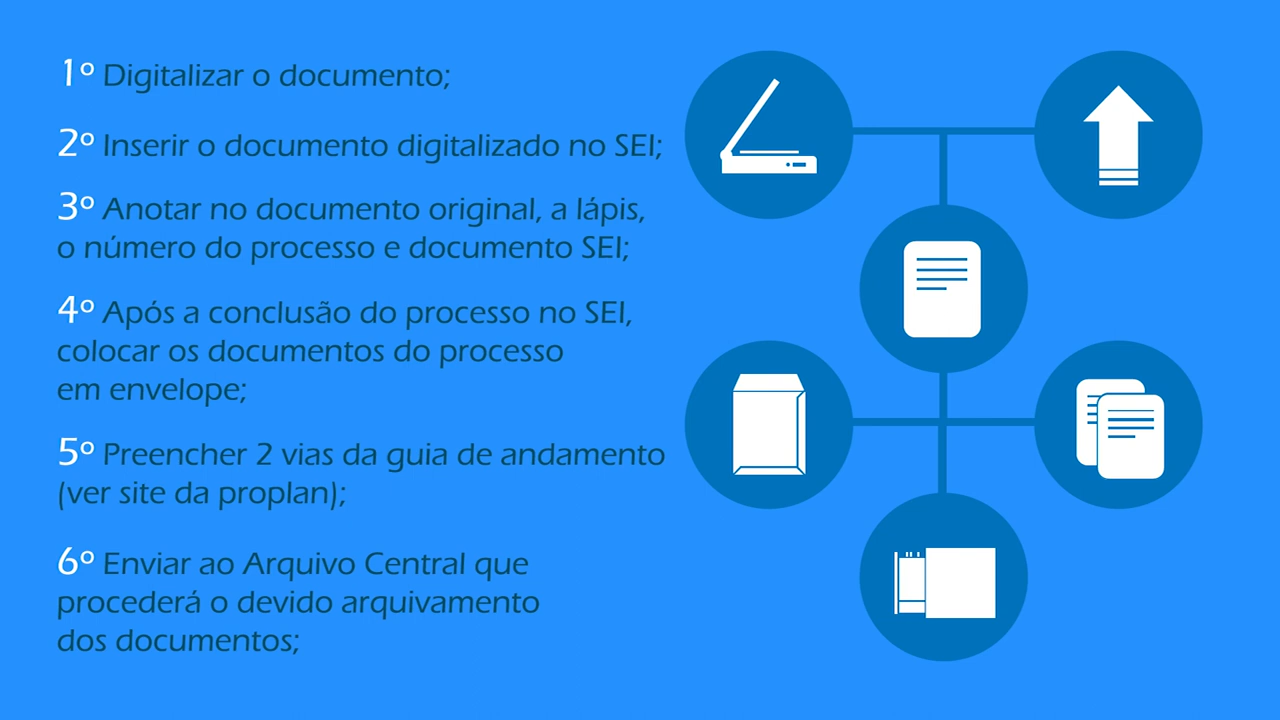 1º Digitalizar o documento;
2º Inserir o documento digitalizado no SEI;
3º Anotar no documento original, a lápis,
o número do processo e documento SEI;
4º Após a conclusão do processo no SEI,
colocar os documentos do processo
em envelope;
5º Preencher 2 vias da guia de andamento
(ver site da proplan);
6º Enviar ao Arquivo Central que
procederá o devido arquivamento
dos documentos;